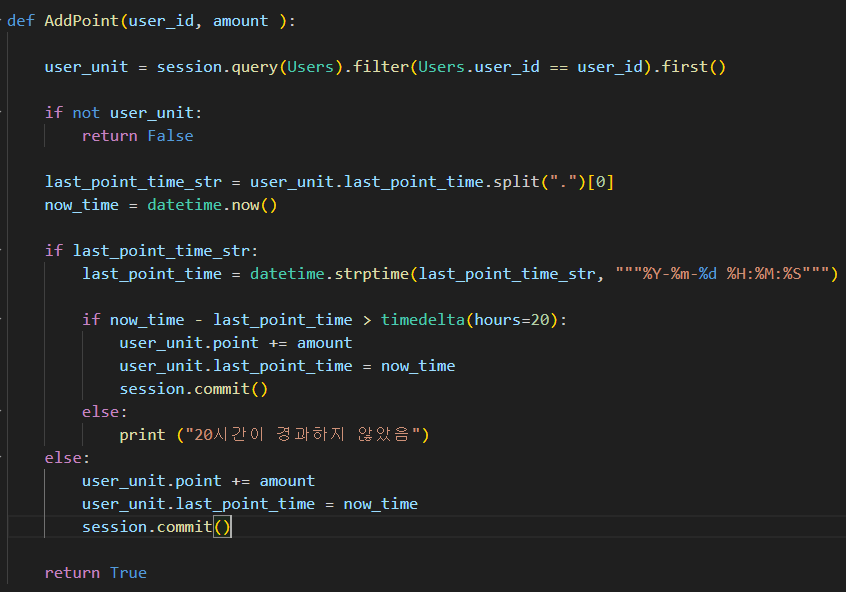 def AddPoint(user_id, amount ):
user_unit = session.query(Users).filter(Users.user_id == user_id).first()
if not user_unit:
return False
last_point_time_str = user_unit.last_point_time.split(".")[0]
now_time = datetime.now()
if last_point_time_str:
last_point_time = datetime.strptime(last_point_time_str, """%Y-%m-%d %H:%M:%S""")
if now_time - last_point_time > timedelta(hours=20):
user_unit.point += amount
user_unit.last_point_time = now_time
session.commit()
else:
print ("20시간이 경과하지 않았음")
else:
user_unit.point += amount
user_unit.last_point_time = now_time
session.commit()
return True